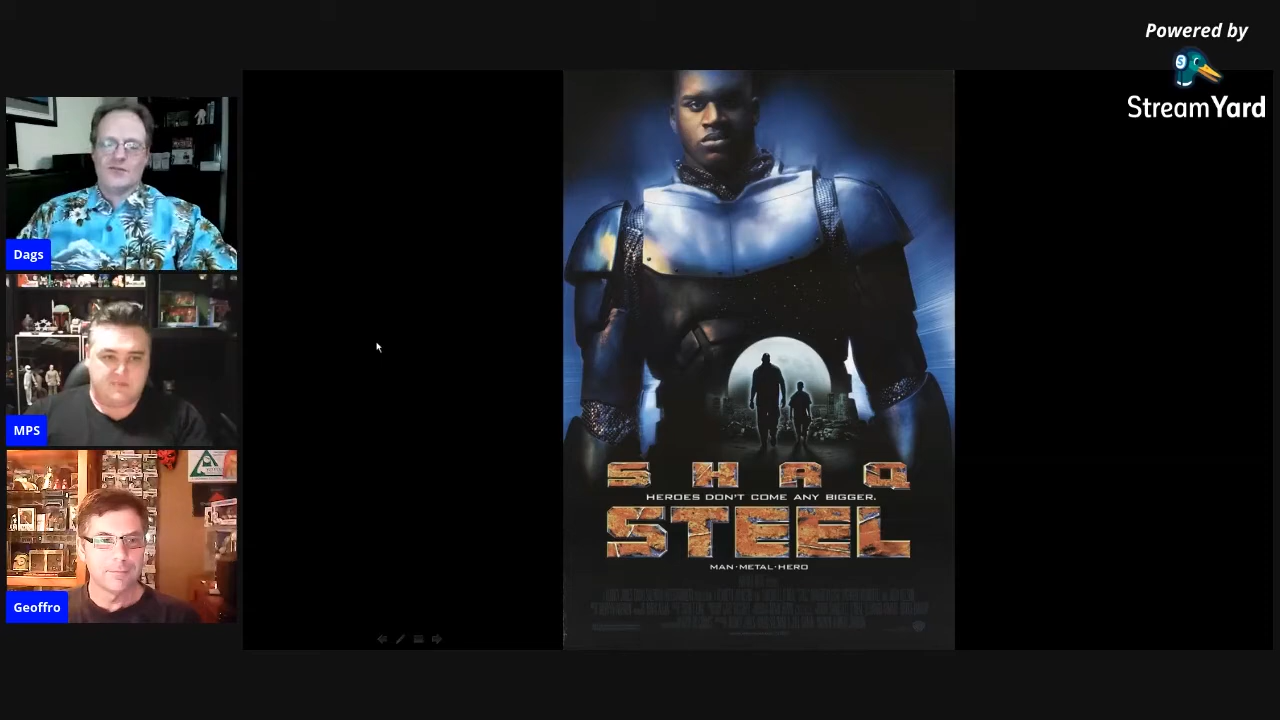 Powered by
StreamYard
Dags
MPS
Geoffro
SHAQ
HEROES DON'T COME ANY BIGGER.
STEEL
MAN·METAL·HERO